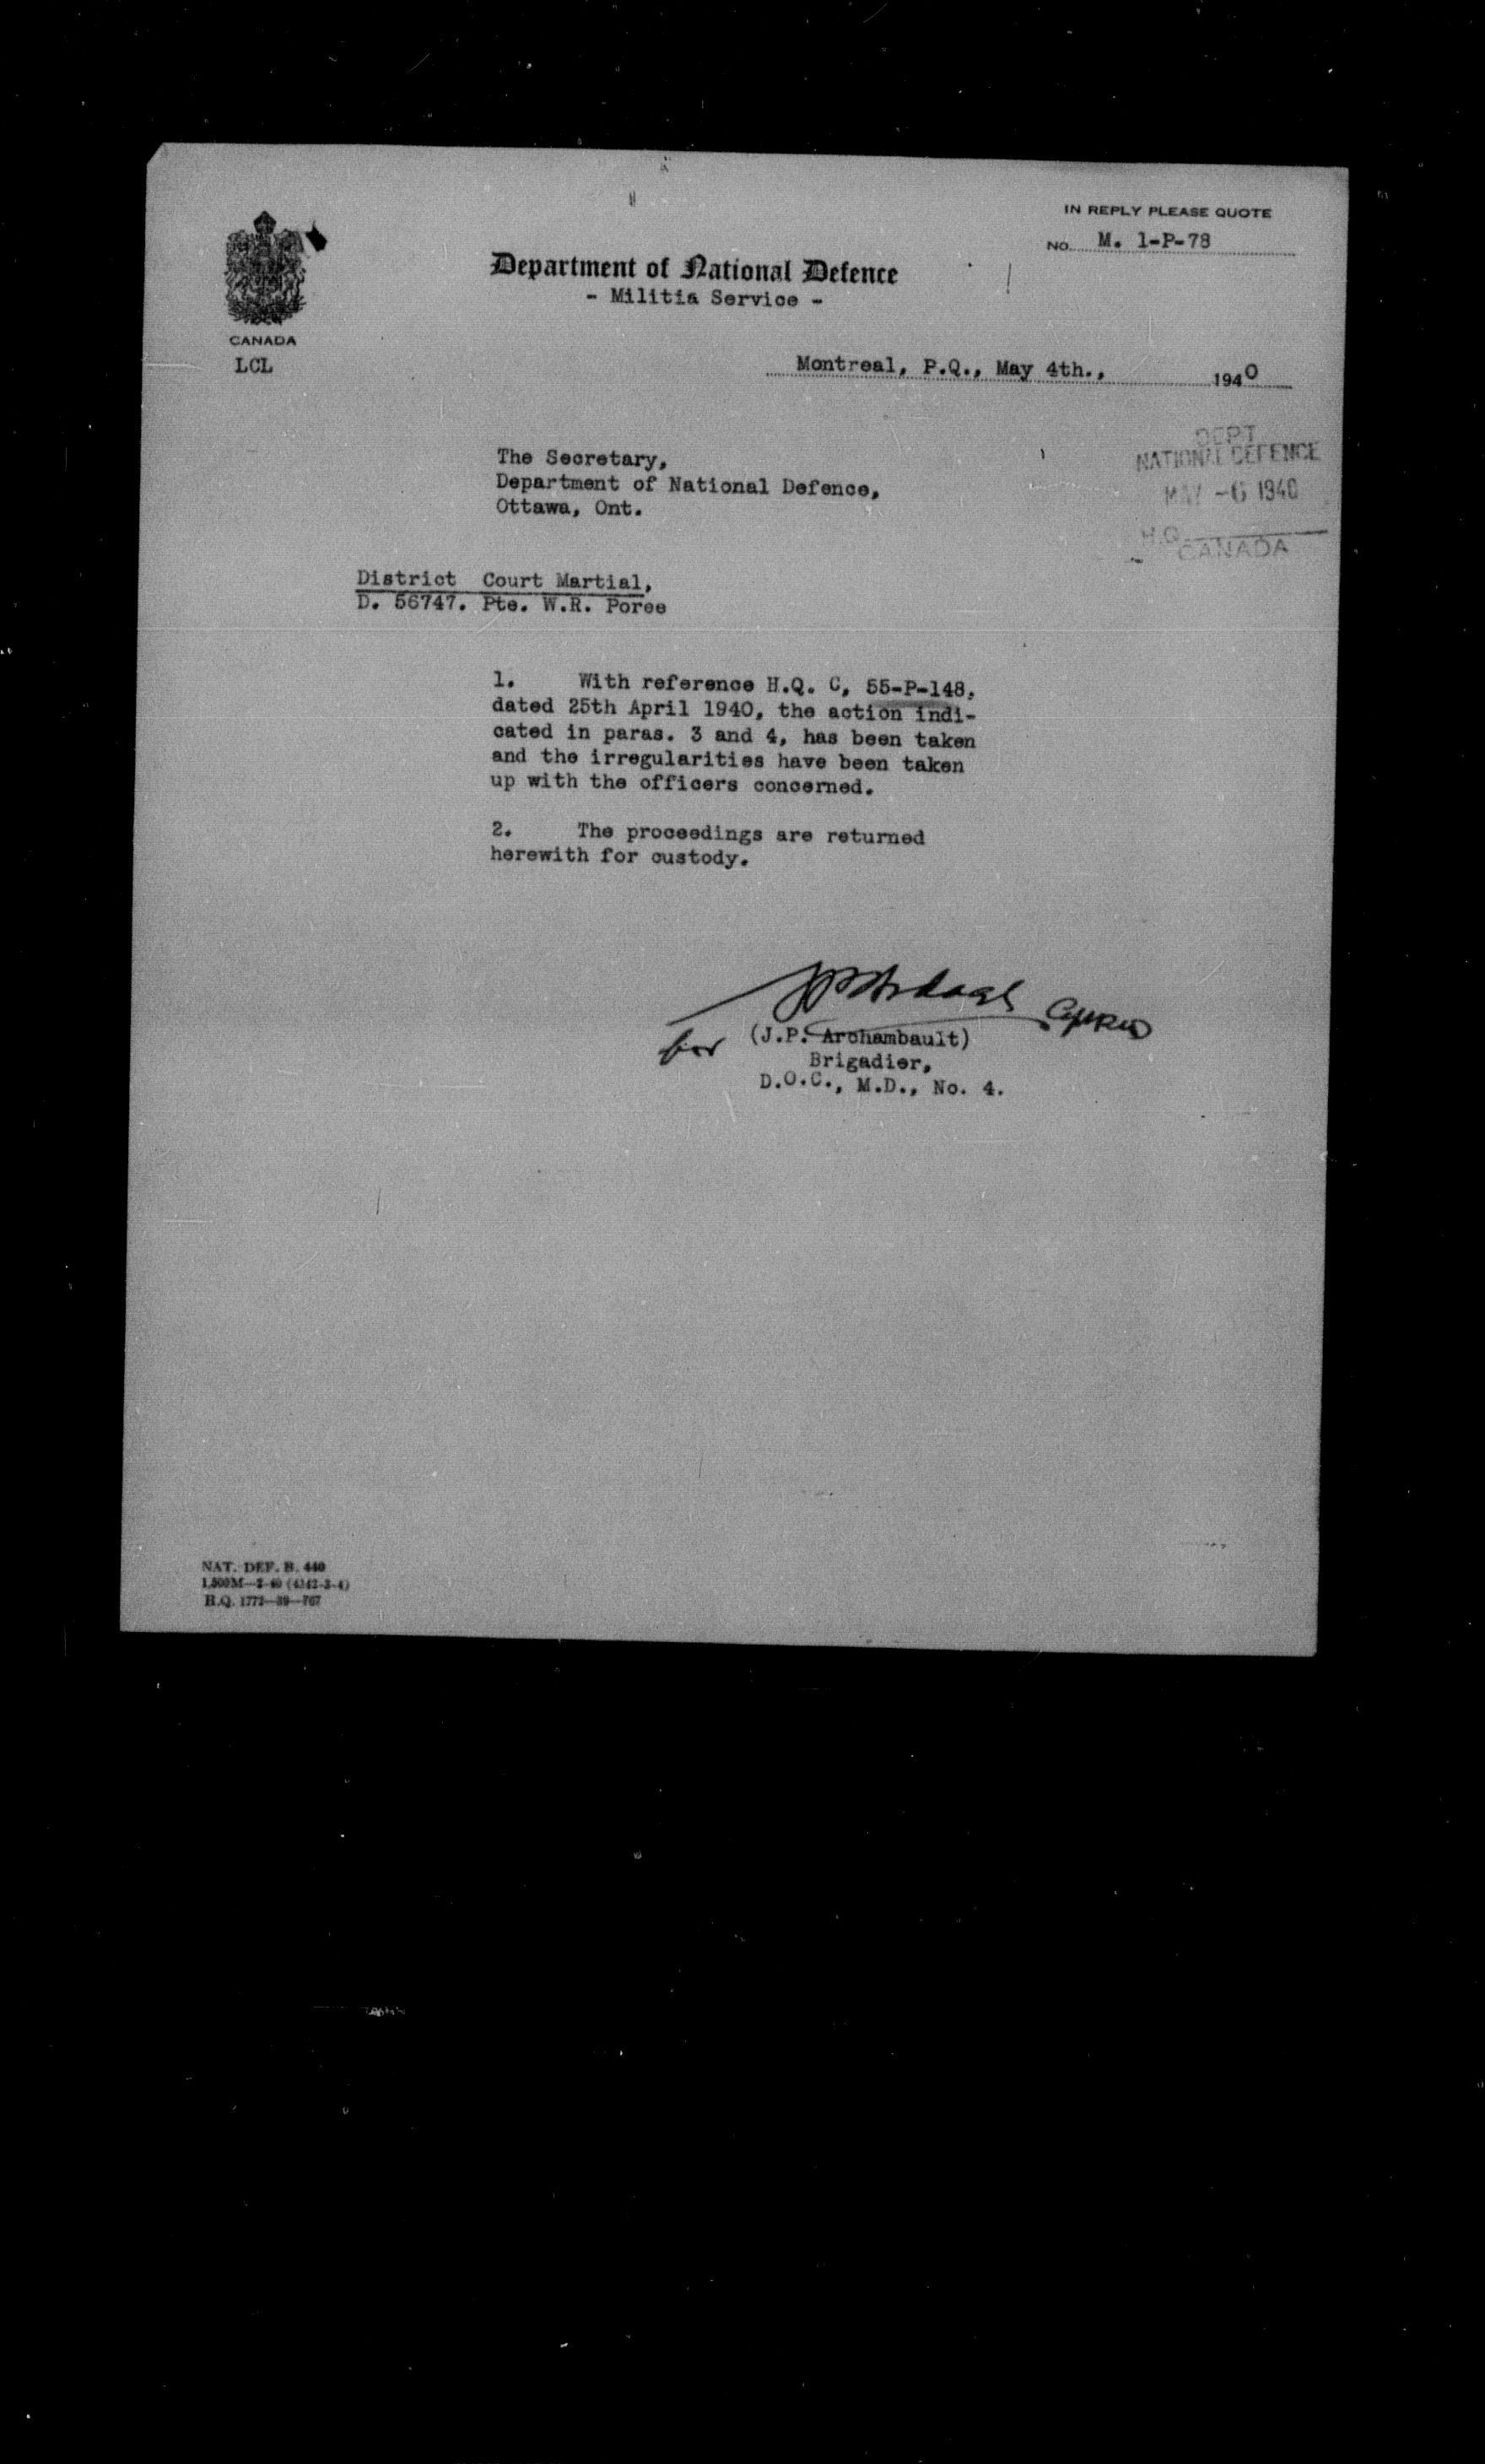 IN REPLY PLEASE QUOTE
No. M. 1-P-78
Department of National Defence
- Militia Service -
CANADA
LCL
Montreal, P.Q., May 4th., 1940
DEPT
NATIONAL DEFENCE
MAY -6 1940
H.Q.
CANADA
The Secretary,
Department of National Defence,
Ottawa, Ont.
District Court Martial,
D. 56747. Pte. W.R. Poree
1. With reference H.Q. C, 55-P-148,
dated 25th April 1940, the action indi-
cated in paras. 3 and 4, has been taken
and the irregularities have been taken
up with the officers concerned.
2. The proceedings are returned
herewith for custody.
for (J.P. Archambault)
Brigadier,
D.O.C., M.D., No. 4.
NAT. DEF. B. 440
H.Q. 1772-39-767